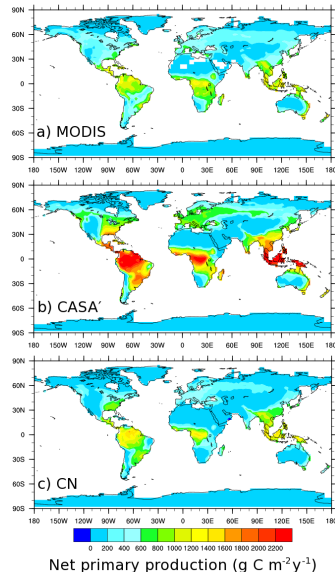 90N
60N
30N
0
30S
60S
90S
a) MODIS
180 150W 120W 90W 60W 30W 0 30E 60E 90E 120E 150E 180
90N
60N
30N
0
30S
60S
90S
b) CASA′
180 150W 120W 90W 60W 30W 0 30E 60E 90E 120E 150E 180
90N
60N
30N
0
30S
60S
90S
c) CN
180 150W 120W 90W 60W 30W 0 30E 60E 90E 120E 150E 180
0 200 400 600 800 1000 1200 1400 1600 1800 2000 2200
Net primary production (g C m⁻²y⁻¹)